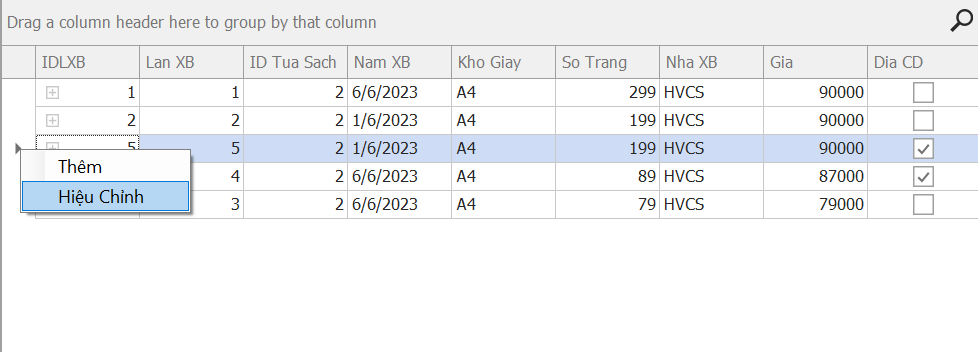 Drag a column header here to group by that column
IDLXB Lan XB ID Tua Sach Nam XB Kho Giay So Trang Nha XB Gia Dia CD
1 1 2 6/6/2023 A4 299 HVCS 90000
2 2 2 1/6/2023 A4 199 HVCS 90000
5 5 2 1/6/2023 A4 199 HVCS 90000
Thêm
4 2 6/6/2023 A4 89 HVCS 87000
Hiệu Chỉnh
3 2 6/6/2023 A4 79 HVCS 79000